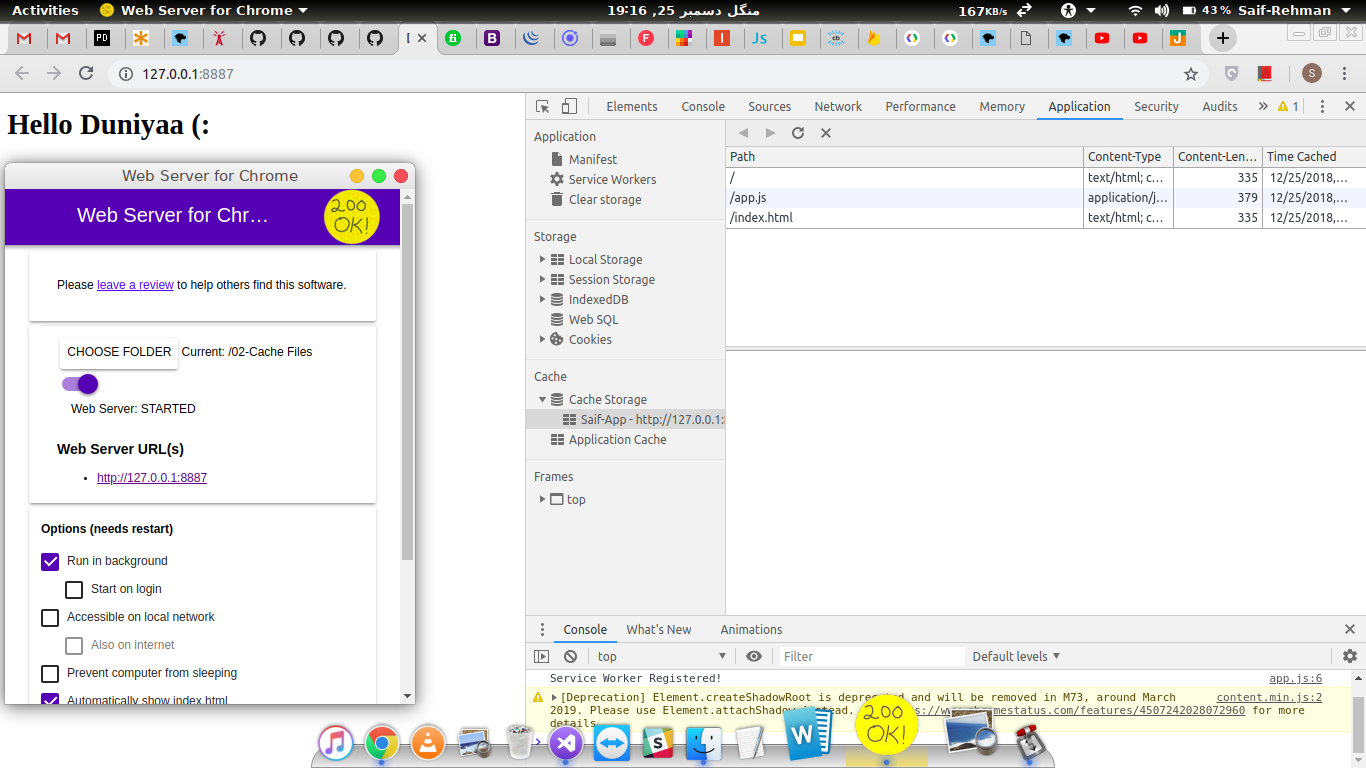 Activities
Web Server for Chrome
منگل دسمبر 25, 19:16
167KB/s
43 %
Saif-Rehman
127.0.0.1:8887
S
Hello Duniyaa (:
Web Server for Chrome
Web Server for Chr…
200 OK!
Please leave a review to help others find this software.
CHOOSE FOLDER Current: /02-Cache Files
Web Server: STARTED
Web Server URL(s)
• http://127.0.0.1:8887
Options (needs restart)
Run in background
Start on login
Accessible on local network
Also on internet
Prevent computer from sleeping
Automatically show index.html
Elements Console Sources Network Performance Memory Application Security Audits » 1
Application
Manifest
Service Workers
Clear storage
Storage
Local Storage
Session Storage
IndexedDB
Web SQL
Cookies
Cache
Cache Storage
Saif-App - http://127.0.0.1:
Application Cache
Frames
top
Path Content-Type Content-Len… Time Cached
/ text/html; c… 335 12/25/2018,…
/app.js application/j… 379 12/25/2018,…
/index.html text/html; c… 335 12/25/2018,…
Console What's New Animations
top Filter Default levels
Service Worker Registered! app.js:6
[Deprecation] Element.createShadowRoot is deprecated and will be removed in M73, around March content.min.js:2
2019. Please use Element.attachShadow instead. s://www.chromestatus.com/features/4507242028072960 for more
details
200 OK!